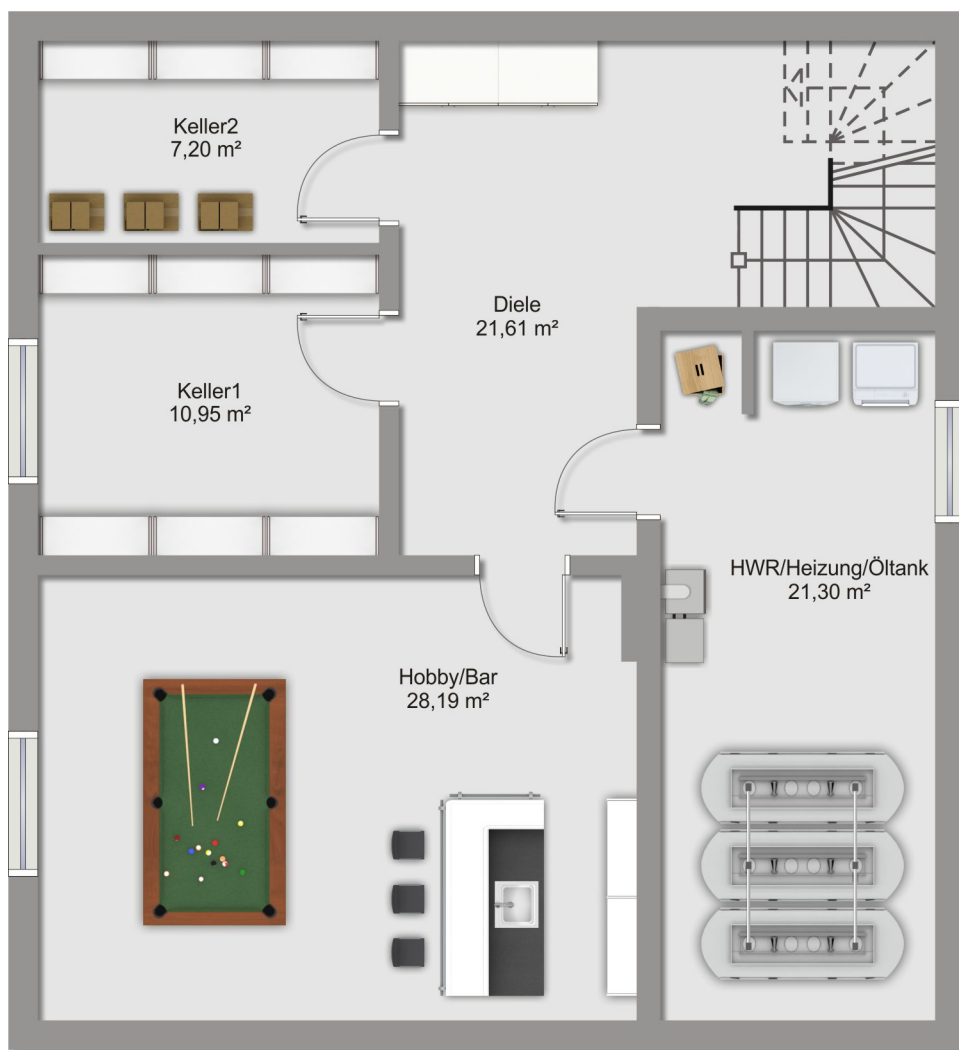 Keller2
7,20 m²
Diele
21,61 m²
Keller1
10,95 m²
HWR/Heizung/Öltank
21,30 m²
Hobby/Bar
28,19 m²